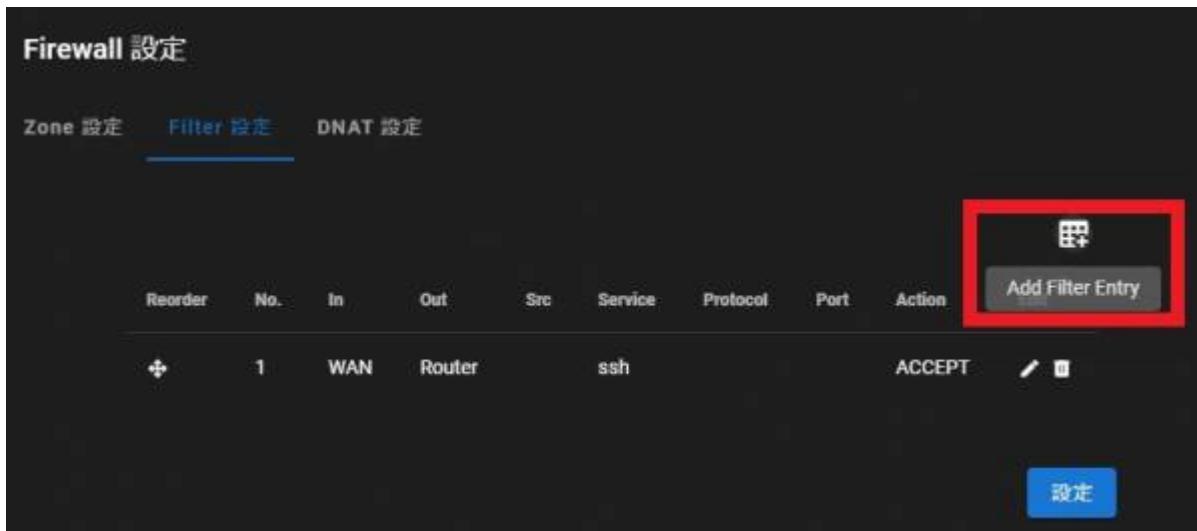 Firewall 設定
Zone 設定 Filter 設定 DNAT 設定
Add Filter Entry
Reorder No. In Out Src Service Protocol Port Action
1 WAN Router ssh ACCEPT
設定